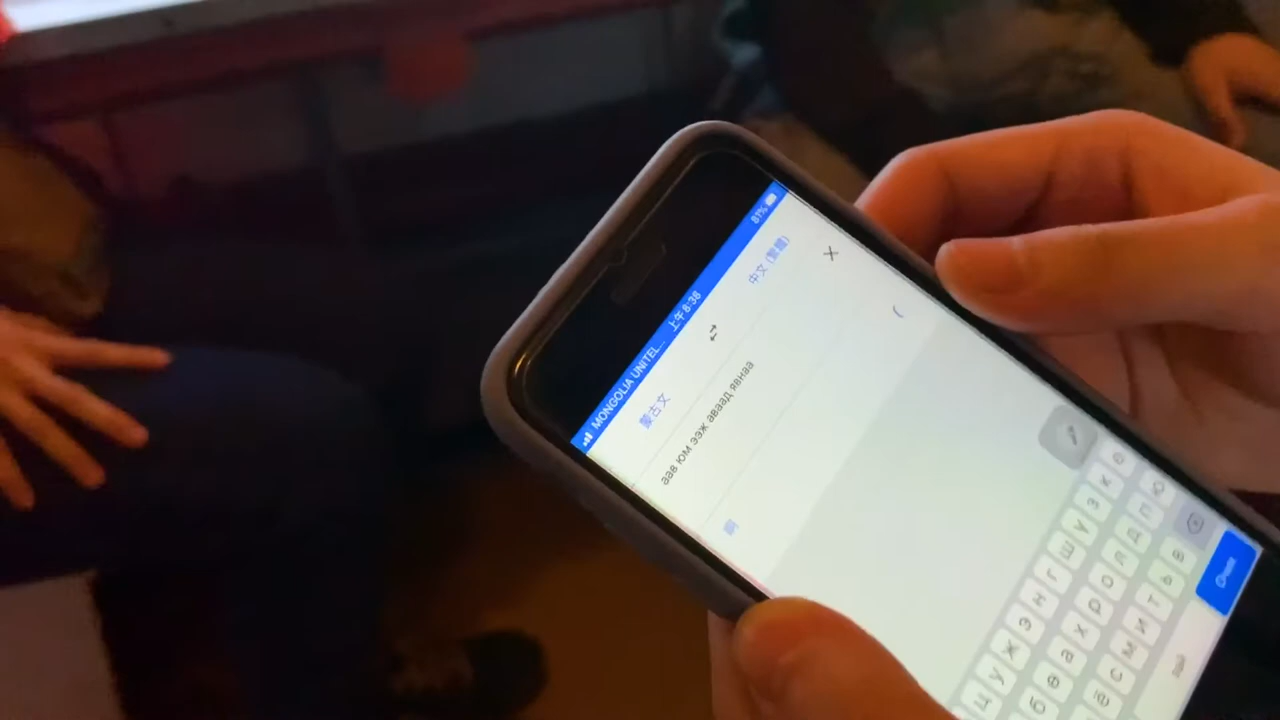 MONGOLIA UNITEL... 上午 8:38 81%
蒙古文 中文 (繁體)
аав юм ээж аваад явнаа
ц у ж э н г ш ү з к
б ө а х р о л д п
ё с м и т ь в ю
зай